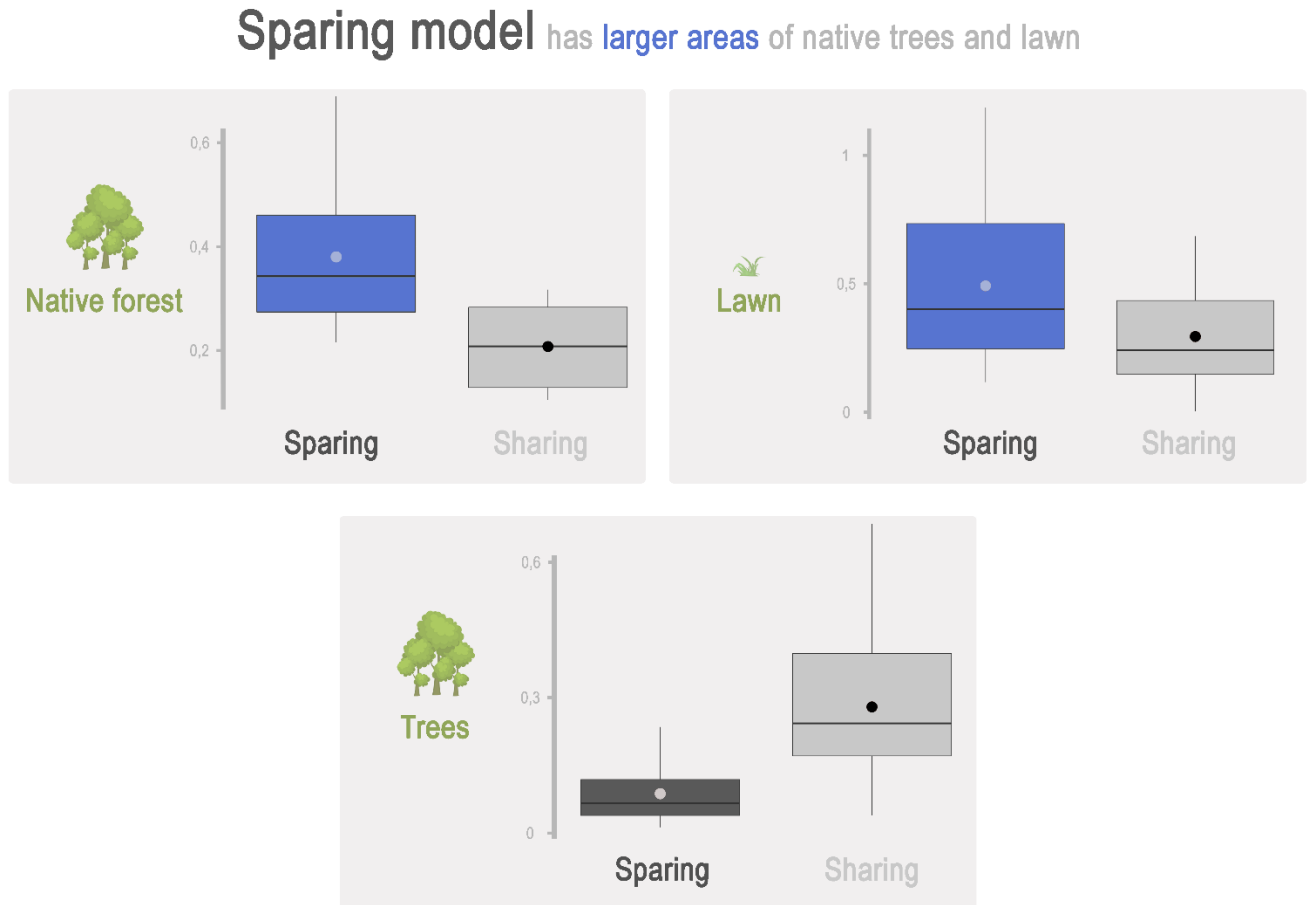 Sparing model has larger areas of native trees and lawn
0,6
0,4
0,2
Native forest
Sparing Sharing
1
0,5
0
Lawn
Sparing Sharing
0,6
0,3
0
Trees
Sparing Sharing